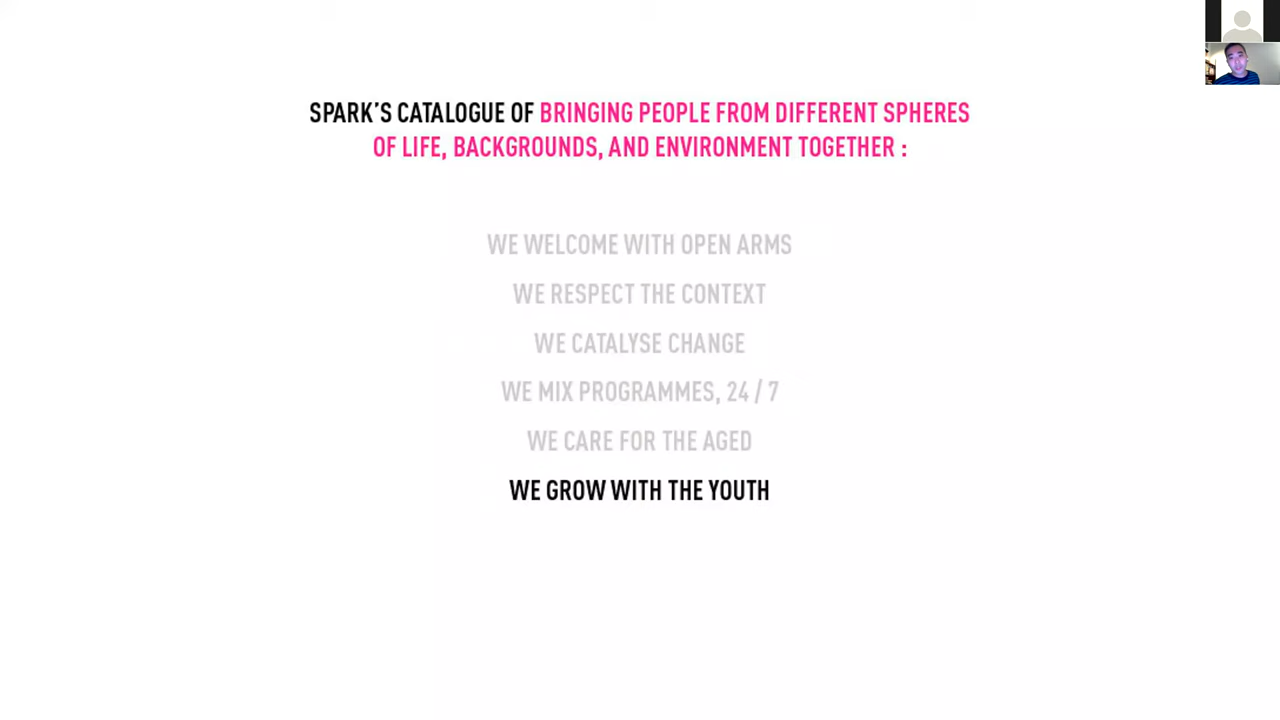 SPARK’S CATALOGUE OF BRINGING PEOPLE FROM DIFFERENT SPHERES
OF LIFE, BACKGROUNDS, AND ENVIRONMENT TOGETHER :
WE WELCOME WITH OPEN ARMS
WE RESPECT THE CONTEXT
WE CATALYSE CHANGE
WE MIX PROGRAMMES, 24 / 7
WE CARE FOR THE AGED
WE GROW WITH THE YOUTH